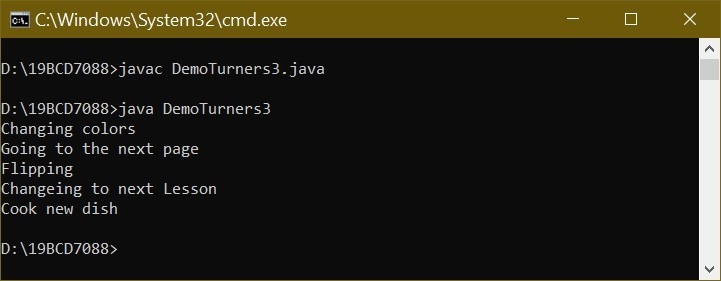 C:\Windows\System32\cmd.exe
D:\19BCD7088>javac DemoTurners3.java
D:\19BCD7088>java DemoTurners3
Changing colors
Going to the next page
Flipping
Changeing to next Lesson
Cook new dish
D:\19BCD7088>